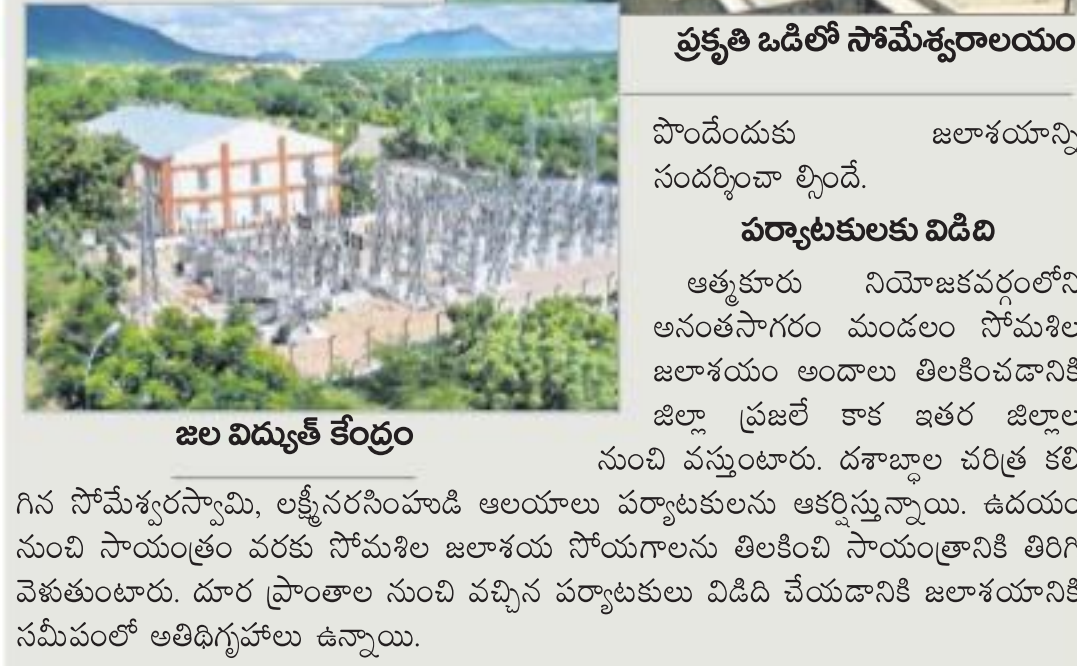 ప్రకృతి ఒడిలో సోమేశ్వరాలయం
పొందేందుకు జలాశయాన్ని
సందర్శించా ల్సిందే.
పర్యాటకులకు విడిది
ఆత్మకూరు నియోజకవర్గంలోని
అనంతసాగరం మండలం సోమశిల
జలాశయం అందాలు తిలకించడానికి
జిల్లా ప్రజలే కాక ఇతర జిల్లాల
జల విద్యుత్ కేంద్రం
నుంచి వస్తుంటారు. దశాబ్ధాల చరిత్ర కలి
గిన సోమేశ్వరస్వామి, లక్ష్మీనరసింహుడి ఆలయాలు పర్యాటకులను ఆకర్షిస్తున్నాయి. ఉదయం
నుంచి సాయంత్రం వరకు సోమశిల జలాశయ సోయగాలను తిలకించి సాయంత్రానికి తిరిగి
వెళుతుంటారు. దూర ప్రాంతాల నుంచి వచ్చిన పర్యాటకులు విడిది చేయడానికి జలాశయానికి
సమీపంలో అతిథిగృహాలు ఉన్నాయి.